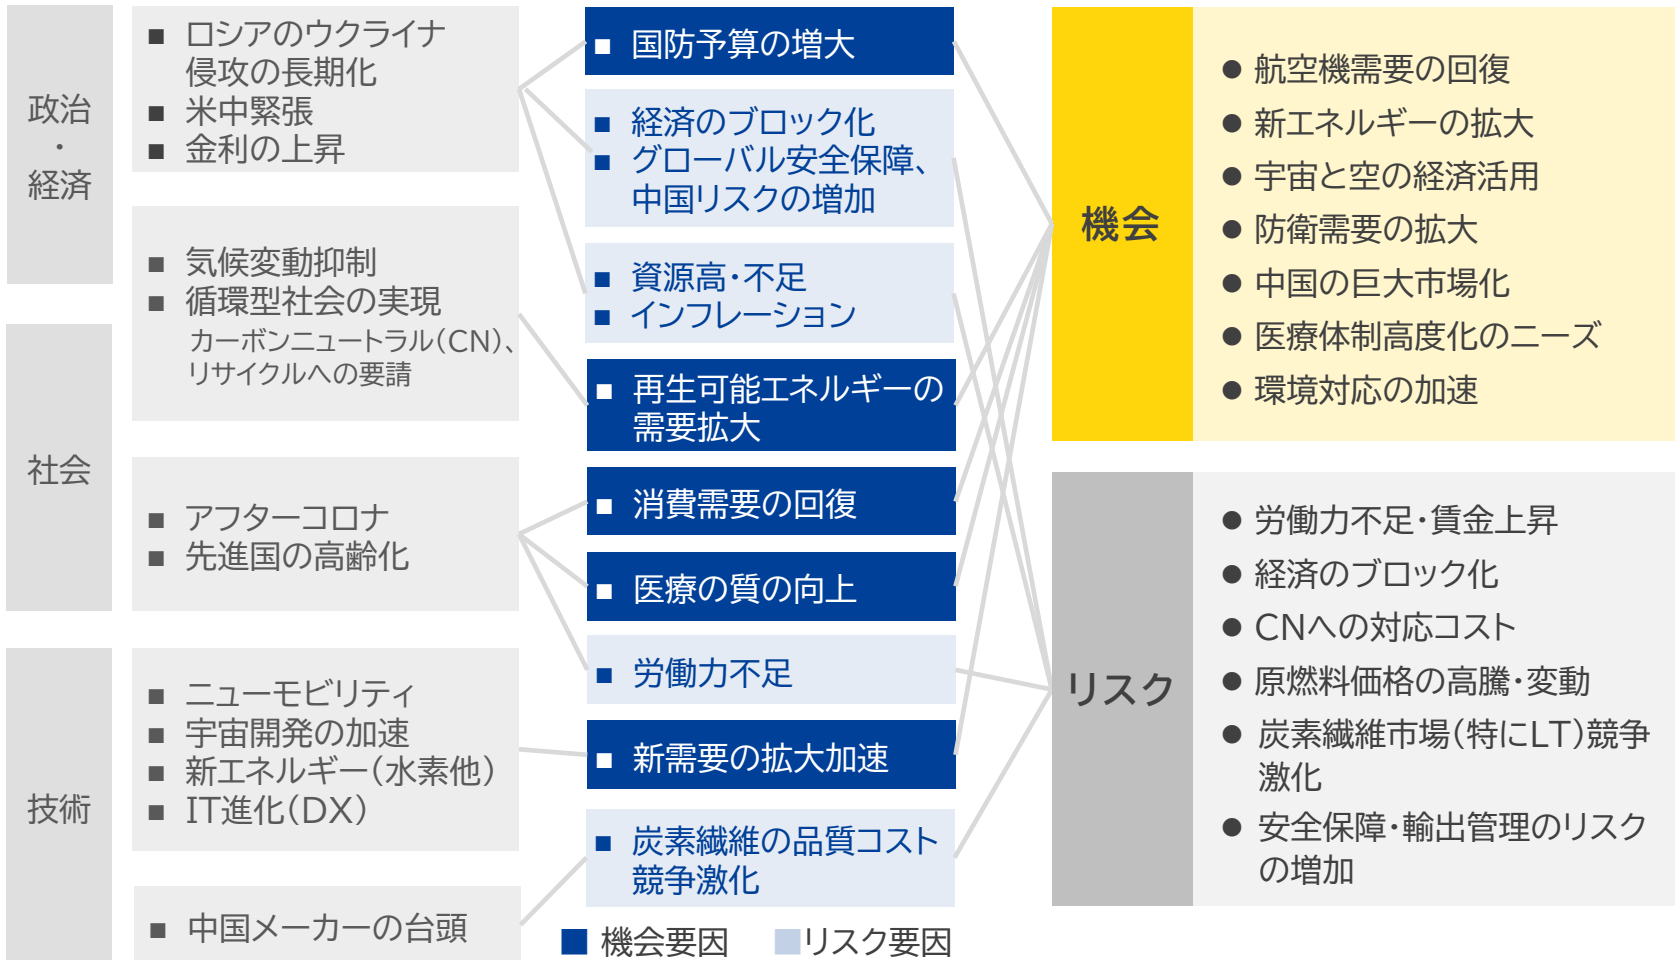 政治
・
経済
■ ロシアのウクライナ
侵攻の長期化
■ 米中緊張
■ 金利の上昇
■ 気候変動抑制
■ 循環型社会の実現
カーボンニュートラル(CN)、
リサイクルへの要請
社会
■ アフターコロナ
■ 先進国の高齢化
技術
■ ニューモビリティ
■ 宇宙開発の加速
■ 新エネルギー(水素他)
■ IT進化(DX)
■ 中国メーカーの台頭
■ 国防予算の増大
■ 経済のブロック化
■ グローバル安全保障、
中国リスクの増加
■ 資源高・不足
■ インフレーション
■ 再生可能エネルギーの
需要拡大
■ 消費需要の回復
■ 医療の質の向上
■ 労働力不足
■ 新需要の拡大加速
■ 炭素繊維の品質コスト
競争激化
■ 機会要因 ■リスク要因
機会
● 航空機需要の回復
● 新エネルギーの拡大
● 宇宙と空の経済活用
● 防衛需要の拡大
● 中国の巨大市場化
● 医療体制高度化のニーズ
● 環境対応の加速
リスク
● 労働力不足・賃金上昇
● 経済のブロック化
● CNへの対応コスト
● 原燃料価格の高騰・変動
● 炭素繊維市場(特にLT)競争
激化
● 安全保障・輸出管理のリスク
の増加